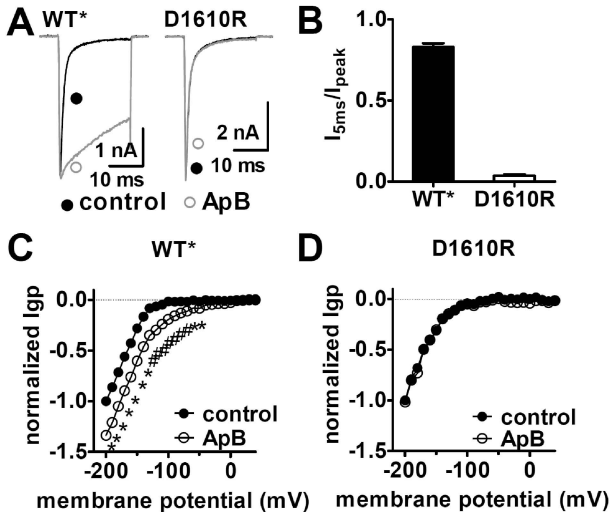 A
WT*
D1610R
1 nA
10 ms
2 nA
10 ms
control
ApB
B
I5ms/Ipeak
1.0
0.5
0.0
WT*
D1610R
C
WT*
normalized Igp
0.0
-0.5
-1.0
-1.5
control
ApB
-200
-100
0
membrane potential (mV)
D
D1610R
normalized Igp
0.0
-0.5
-1.0
-1.5
control
ApB
-200
-100
0
membrane potential (mV)